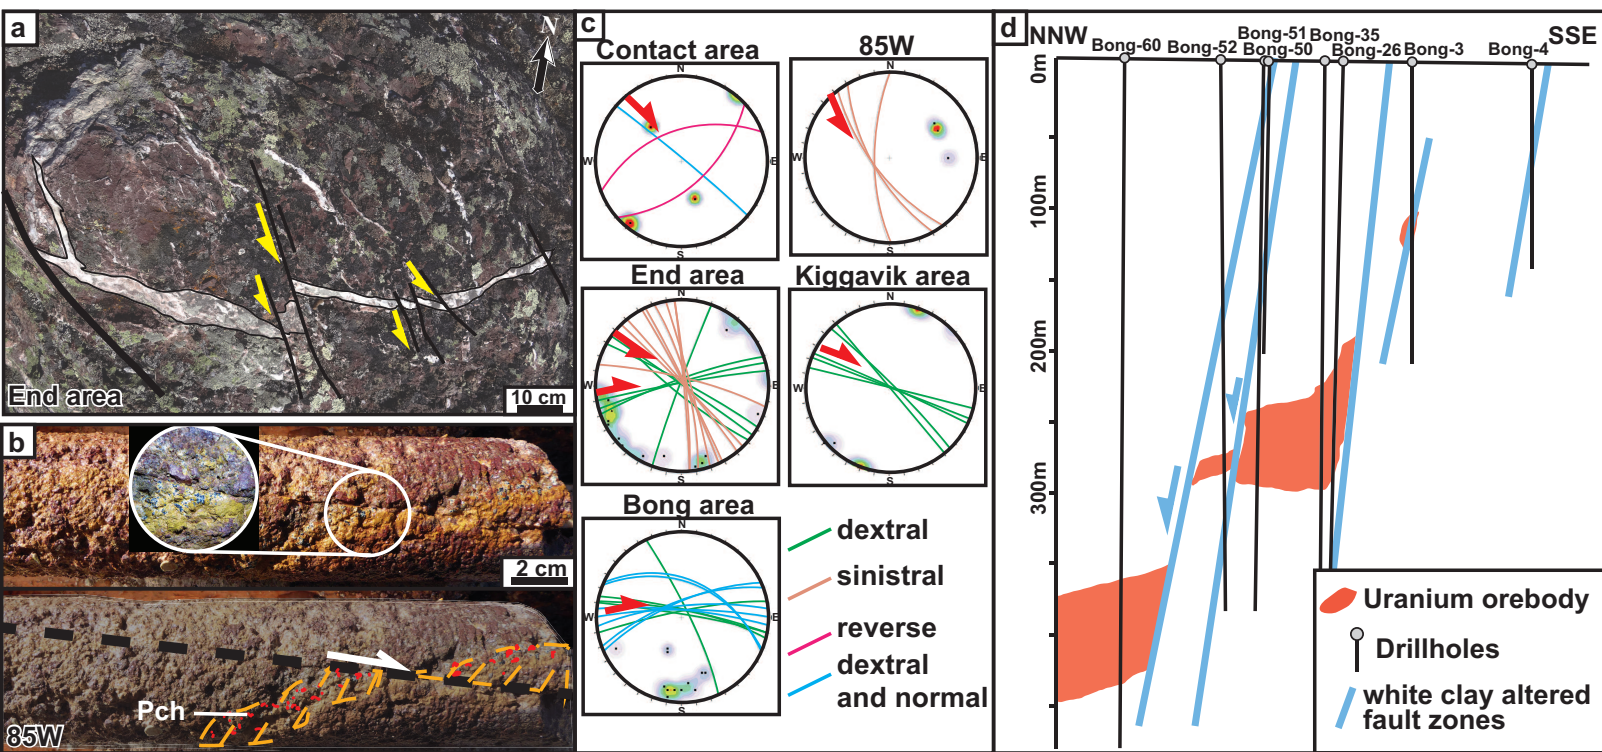 a
N
End area
10 cm
b
2 cm
Pch
85W
c
Contact area
N
W
E
S
85W
N
W
E
S
End area
N
W
E
S
Kiggavik area
N
W
E
S
Bong area
N
W
E
S
dextral
sinistral
reverse
dextral
and normal
d
NNW
SSE
Bong-60
Bong-52
Bong-51
Bong-50
Bong-35
Bong-26
Bong-3
Bong-4
0m
100m
200m
300m
Uranium orebody
Drillholes
white clay altered
fault zones